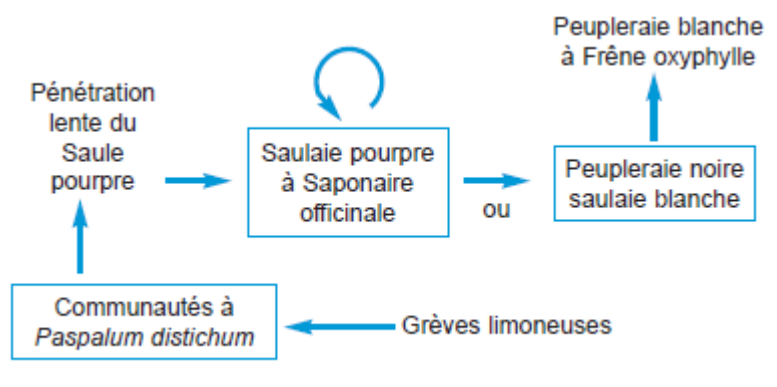 Peupleraie blanche
à Frêne oxyphylle
Pénétration
lente du
Saule
pourpre
Saulaie pourpre
à Saponaire
officinale
ou
Peupleraie noire
saulaie blanche
Communautés à
Paspalum distichum
Grèves limoneuses